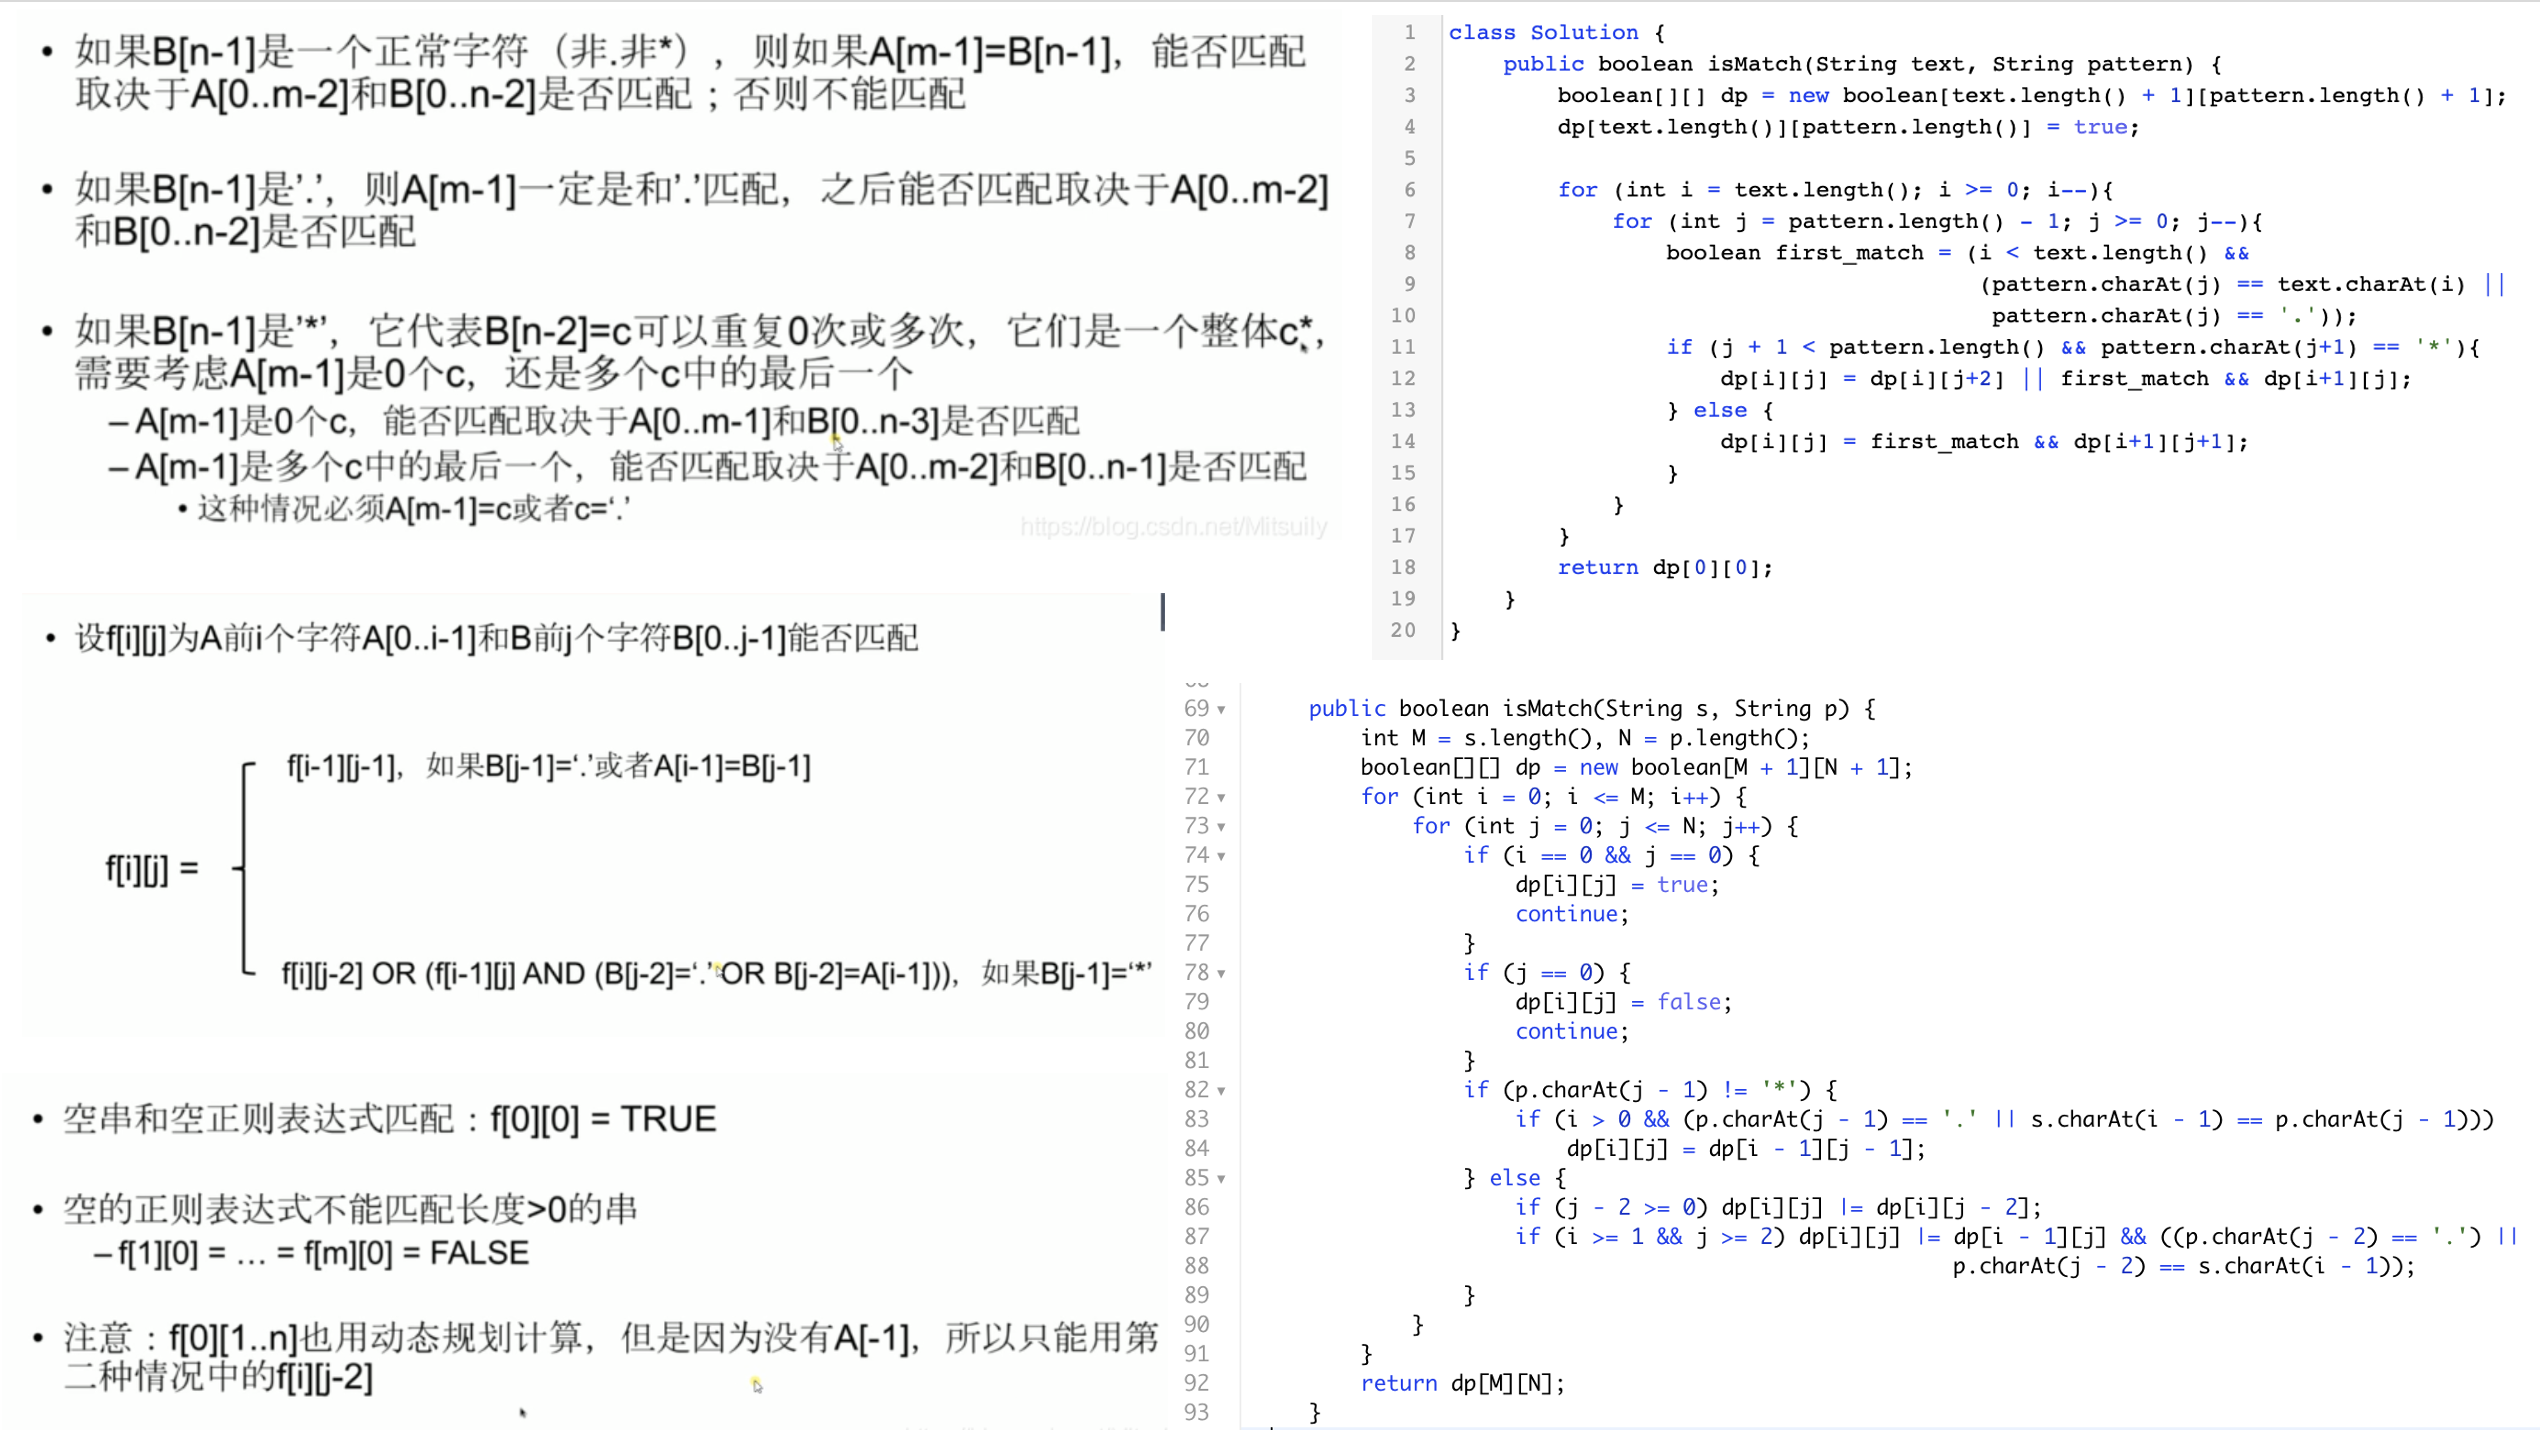 • 如果B[n-1]是一个正常字符（非.非*），则如果A[m-1]=B[n-1]，能否匹配
取决于A[0..m-2]和B[0..n-2]是否匹配；否则不能匹配
• 如果B[n-1]是’.’，则A[m-1]一定是和’.’匹配，之后能否匹配取决于A[0..m-2]
和B[0..n-2]是否匹配
• 如果B[n-1]是’*’，它代表B[n-2]=c可以重复0次或多次，它们是一个整体c*，
需要考虑A[m-1]是0个c，还是多个c中的最后一个
– A[m-1]是0个c，能否匹配取决于A[0..m-1]和B[0..n-3]是否匹配
– A[m-1]是多个c中的最后一个，能否匹配取决于A[0..m-2]和B[0..n-1]是否匹配
• 这种情况必须A[m-1]=c或者c=‘.’
https://blog.csdn.net/Mitsuily
• 设f[i][j]为A前i个字符A[0..i-1]和B前j个字符B[0..j-1]能否匹配
f[i-1][j-1]，如果B[j-1]=‘.’或者A[i-1]=B[j-1]
f[i][j] =
f[i][j-2] OR (f[i-1][j] AND (B[j-2]=‘.’ OR B[j-2]=A[i-1]))，如果B[j-1]=‘*’
• 空串和空正则表达式匹配：f[0][0] = TRUE
• 空的正则表达式不能匹配长度>0的串
– f[1][0] = … = f[m][0] = FALSE
• 注意：f[0][1..n]也用动态规划计算，但是因为没有A[-1]，所以只能用第
二种情况中的f[i][j-2]
1 class Solution {
2 public boolean isMatch(String text, String pattern) {
3 boolean[][] dp = new boolean[text.length() + 1][pattern.length() + 1];
4 dp[text.length()][pattern.length()] = true;
5
6 for (int i = text.length(); i >= 0; i--){
7 for (int j = pattern.length() - 1; j >= 0; j--){
8 boolean first_match = (i < text.length() &&
9 (pattern.charAt(j) == text.charAt(i) ||
10 pattern.charAt(j) == '.'));
11 if (j + 1 < pattern.length() && pattern.charAt(j+1) == '*'){
12 dp[i][j] = dp[i][j+2] || first_match && dp[i+1][j];
13 } else {
14 dp[i][j] = first_match && dp[i+1][j+1];
15 }
16 }
17 }
18 return dp[0][0];
19 }
20 }
69 public boolean isMatch(String s, String p) {
70 int M = s.length(), N = p.length();
71 boolean[][] dp = new boolean[M + 1][N + 1];
72 for (int i = 0; i <= M; i++) {
73 for (int j = 0; j <= N; j++) {
74 if (i == 0 && j == 0) {
75 dp[i][j] = true;
76 continue;
77 }
78 if (j == 0) {
79 dp[i][j] = false;
80 continue;
81 }
82 if (p.charAt(j - 1) != '*') {
83 if (i > 0 && (p.charAt(j - 1) == '.' || s.charAt(i - 1) == p.charAt(j - 1)))
84 dp[i][j] = dp[i - 1][j - 1];
85 } else {
86 if (j - 2 >= 0) dp[i][j] |= dp[i][j - 2];
87 if (i >= 1 && j >= 2) dp[i][j] |= dp[i - 1][j] && ((p.charAt(j - 2) == '.') ||
88 p.charAt(j - 2) == s.charAt(i - 1));
89 }
90 }
91 }
92 return dp[M][N];
93 }